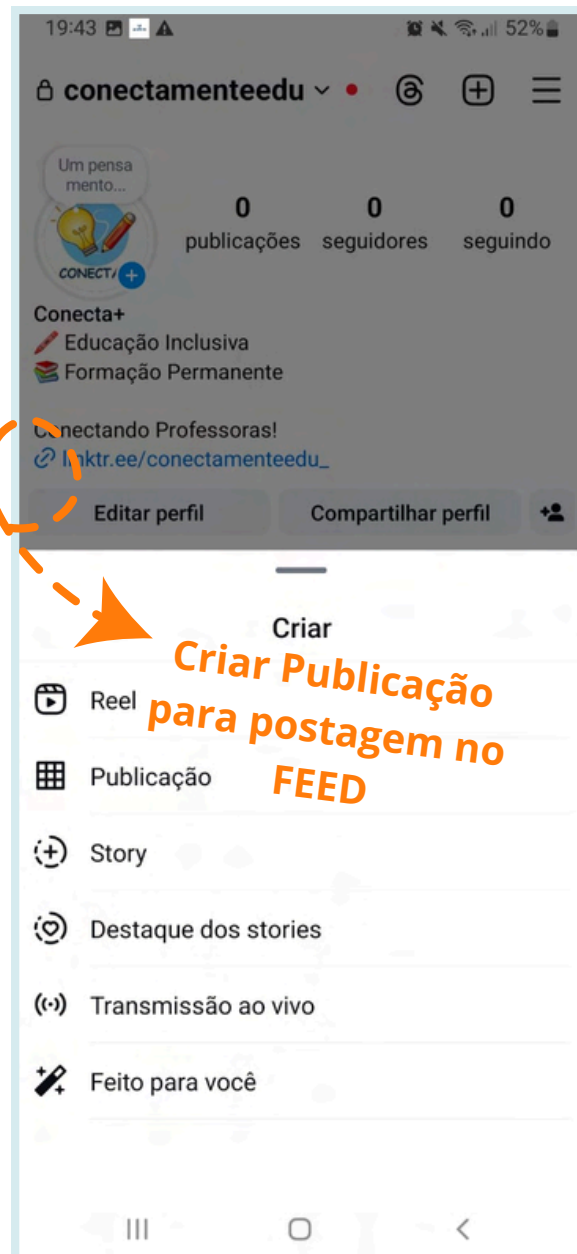 19:43
52%
conectamenteedu
Um pensa
mento...
CONECTA
0 0 0
publicações seguidores seguindo
Conecta+
Educação Inclusiva
Formação Permanente
Conectando Professoras!
linktr.ee/conectamenteedu_
Editar perfil Compartilhar perfil
Criar
Criar Publicação
para postagem no
FEED
Reel
Publicação
Story
Destaque dos stories
Transmissão ao vivo
Feito para você